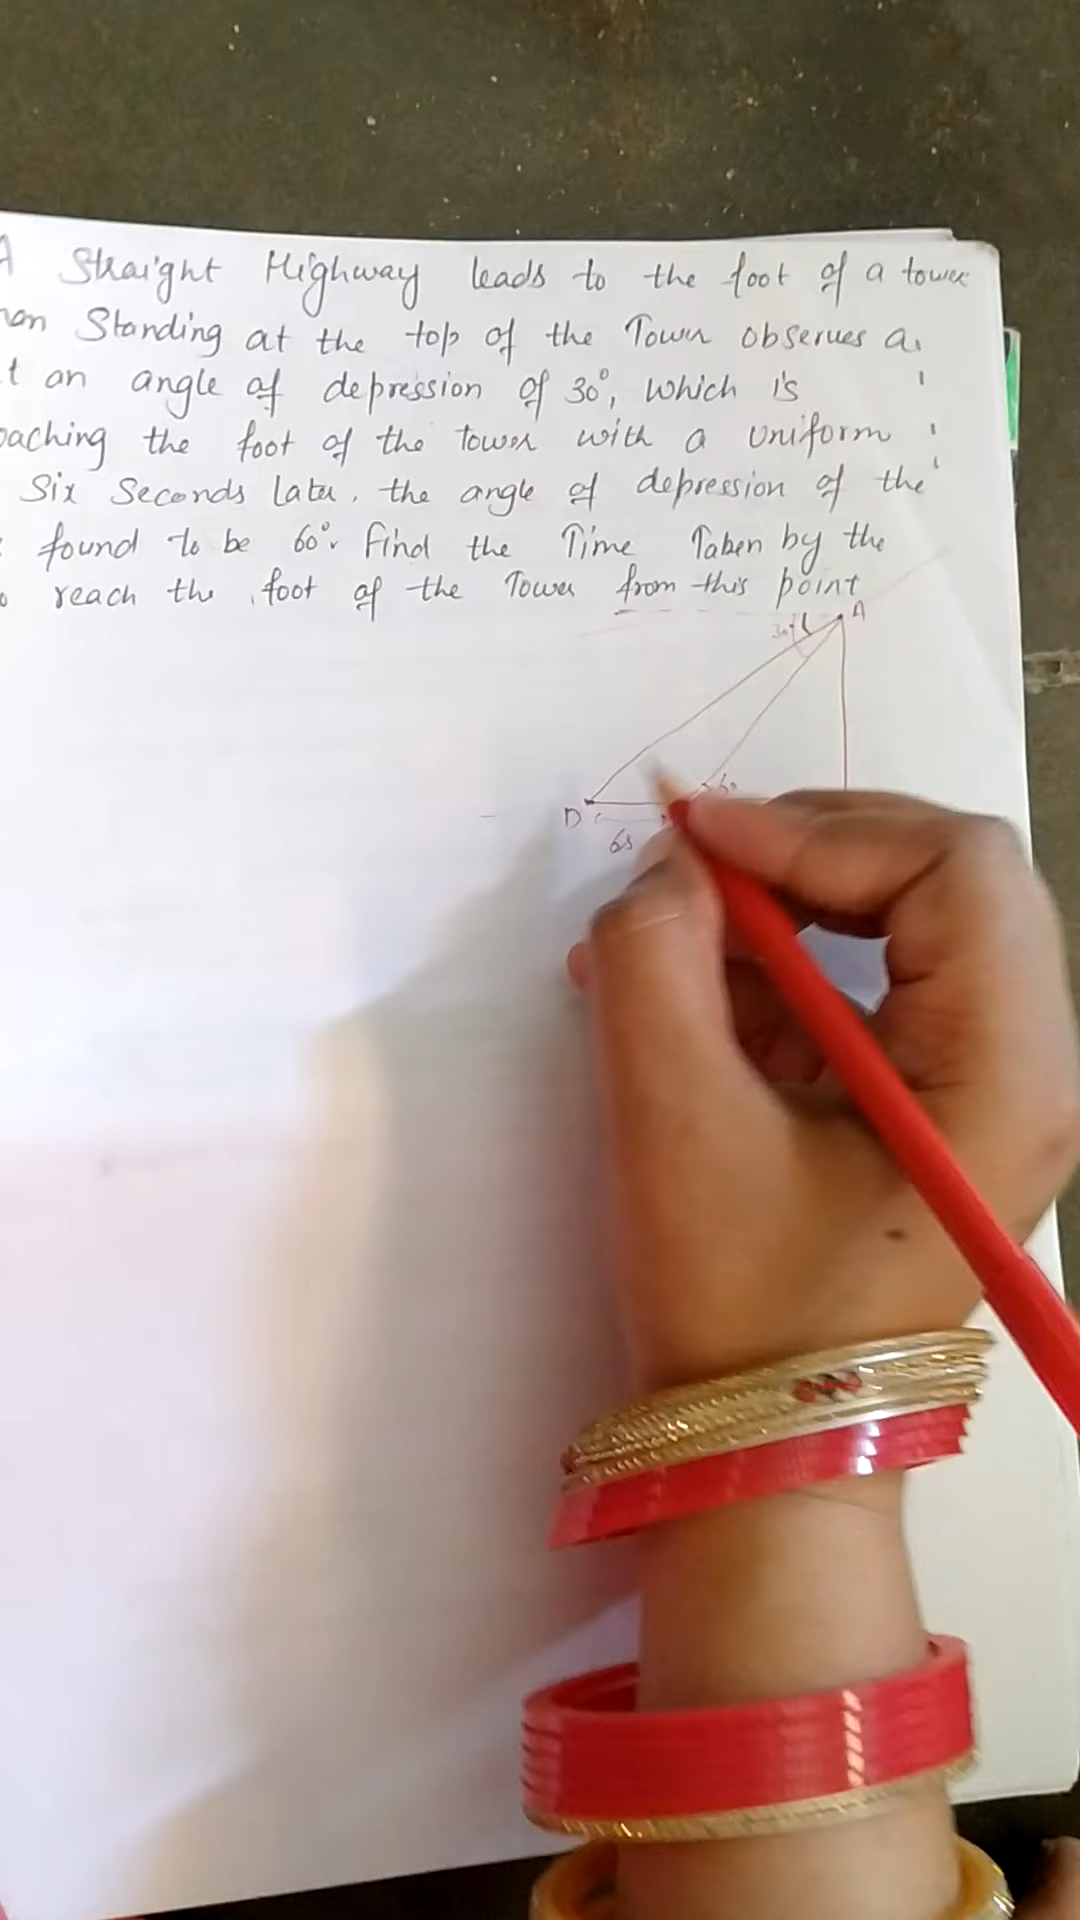 A Straight Highway leads to the foot of a tower
Standing at the top of the Tower observes a
t an angle of depression of 30°, which is
oaching the foot of the tower with a uniform
Six Seconds later, the angle of depression of the
found to be 60°. Find the Time Taken by the
o reach the foot of the Tower from this point
A
30°
60
D
6s